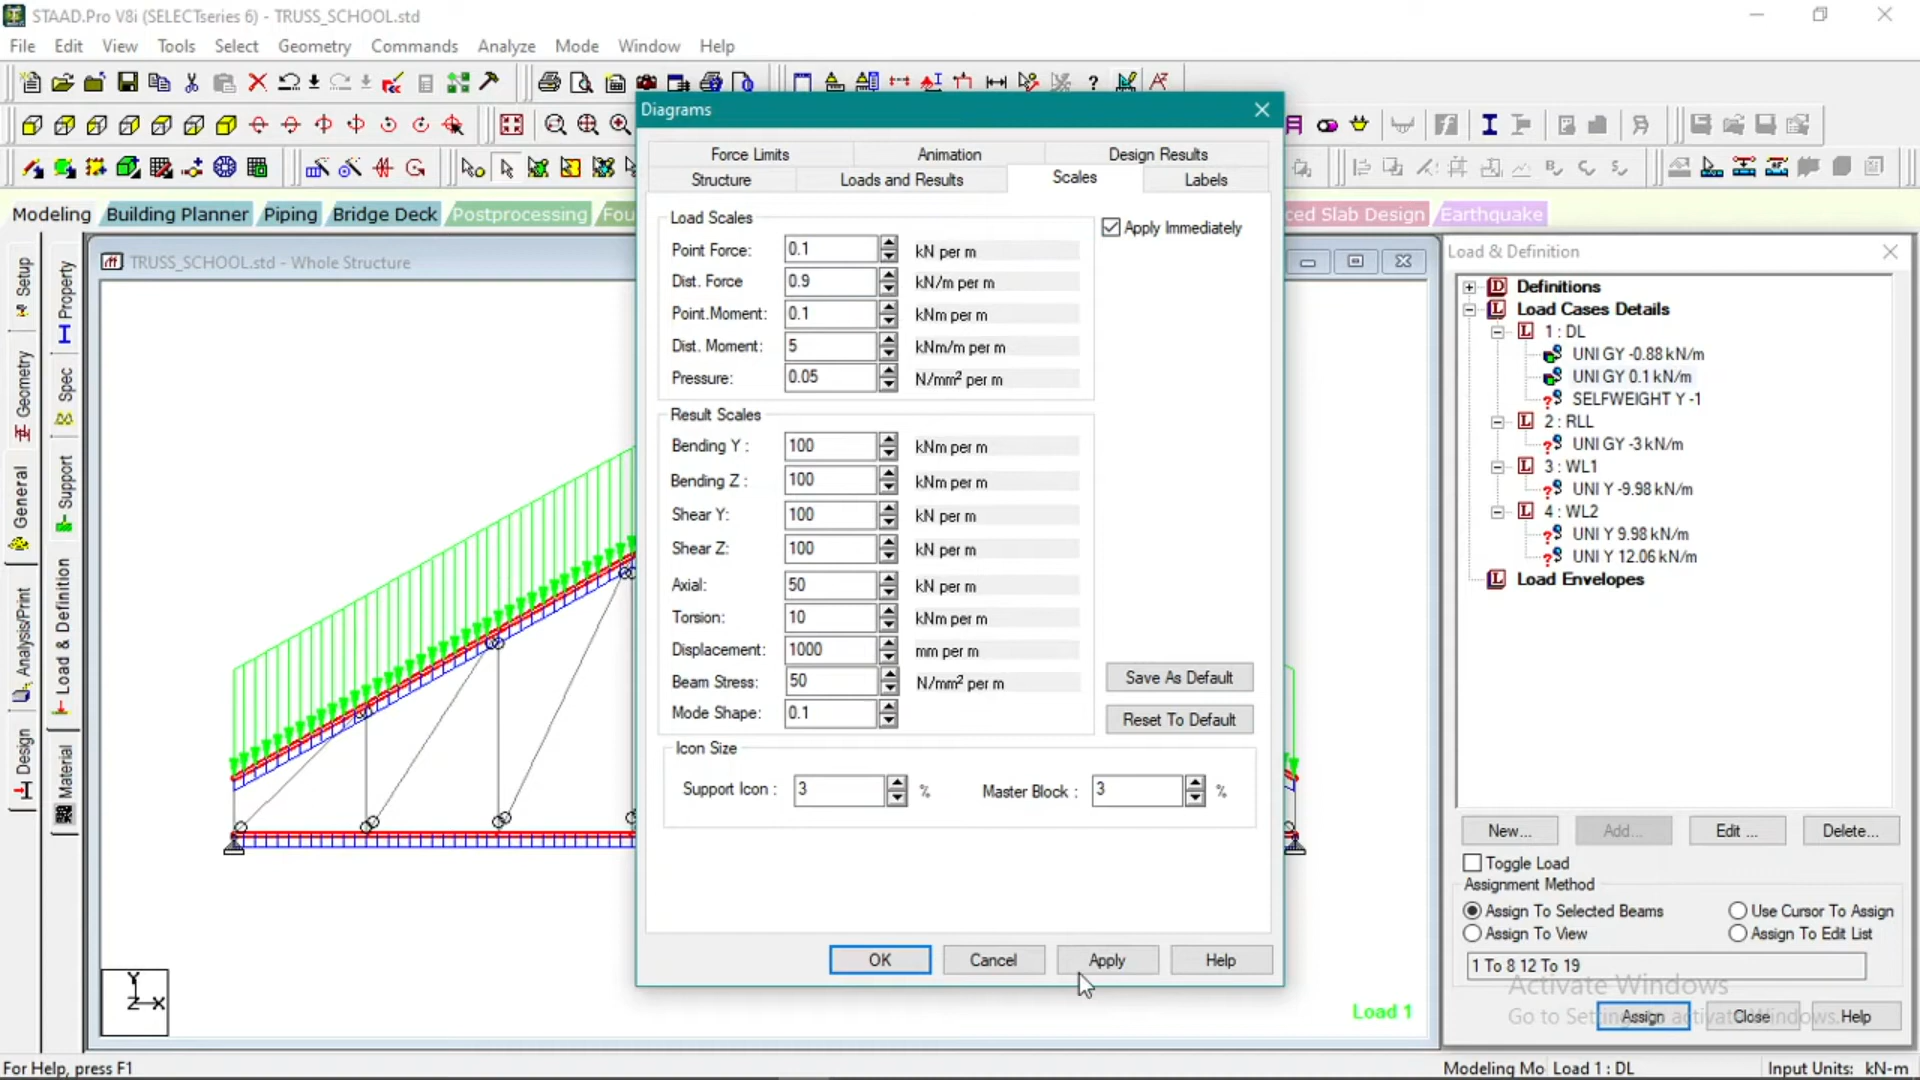 STAAD.Pro V8i (SELECTseries 6) - TRUSS_SCHOOL.std
File Edit View Tools Select Geometry Commands Analyze Mode Window Help
Modeling Building Planner Piping Bridge Deck Postprocessing Fou
ced Slab Design Earthquake
Setup
Geometry
General
Analysis/Print
Design
Property
Spec
Support
Load & Definition
Material
TRUSS_SCHOOL.std - Whole Structure
Y
Z X
Load 1
Diagrams
Force Limits Animation Design Results
Structure Loads and Results Scales Labels
Load Scales
Apply Immediately
Point Force: 0.1 kN per m
Dist. Force 0.9 kN/m per m
Point.Moment: 0.1 kNm per m
Dist. Moment: 5 kNm/m per m
Pressure: 0.05 N/mm² per m
Result Scales
Bending Y : 100 kNm per m
Bending Z : 100 kNm per m
Shear Y: 100 kN per m
Shear Z: 100 kN per m
Axial: 50 kN per m
Torsion: 10 kNm per m
Displacement: 1000 mm per m
Beam Stress: 50 N/mm² per m
Mode Shape: 0.1
Save As Default
Reset To Default
Icon Size
Support Icon : 3 % Master Block : 3 %
OK Cancel Apply Help
Load & Definition
Definitions
Load Cases Details
1 : DL
UNI GY -0.88 kN/m
UNI GY 0.1 kN/m
SELFWEIGHT Y -1
2 : RLL
UNI GY -3 kN/m
3 : WL1
UNI Y -9.98 kN/m
4 : WL2
UNI Y 9.98 kN/m
UNI Y 12.06 kN/m
Load Envelopes
New... Add... Edit ... Delete...
Toggle Load
Assignment Method
Assign To Selected Beams Use Cursor To Assign
Assign To View Assign To Edit List
1 To 8 12 To 19
Activate Windows
Go to Settings to activate Windows.
Assign Close Help
For Help, press F1
Modeling Mo Load 1 : DL Input Units: kN-m